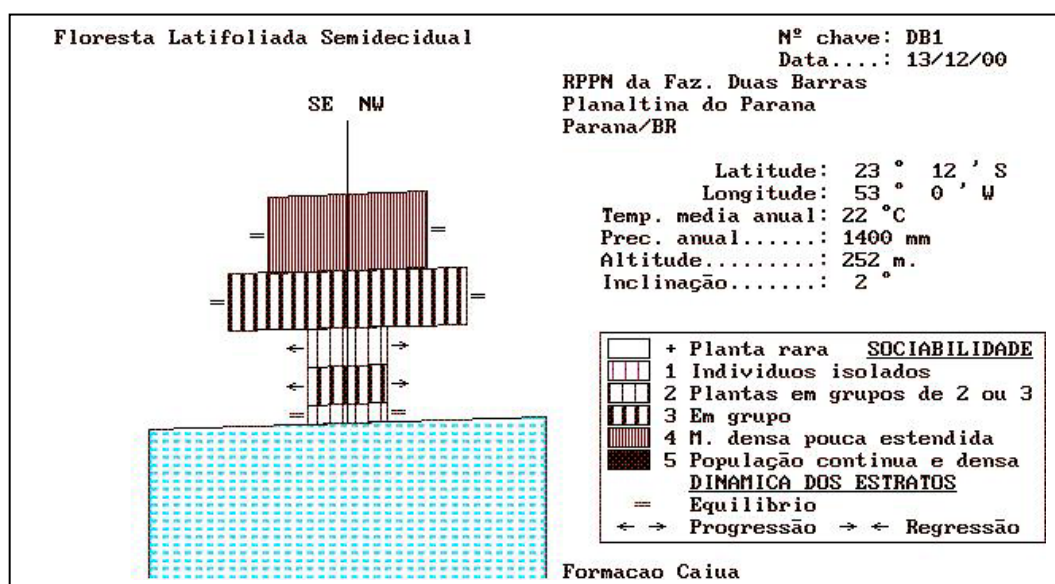 Floresta Latifoliada Semidecidual
Nº chave: DB1
Data....: 13/12/00
RPPN da Faz. Duas Barras
Planaltina do Parana
Parana/BR
SE NW
Latitude: 23 ° 12 ' S
Longitude: 53 ° 0 ' W
Temp. media anual: 22 °C
Prec. anual......: 1400 mm
Altitude.........: 252 m.
Inclinação.......: 2 °
+ Planta rara SOCIABILIDADE
1 Individuos isolados
2 Plantas em grupos de 2 ou 3
3 Em grupo
4 M. densa pouca estendida
5 População continua e densa
DINAMICA DOS ESTRATOS
= Equilibrio
← → Progressão → ← Regressão
Formacao Caiua